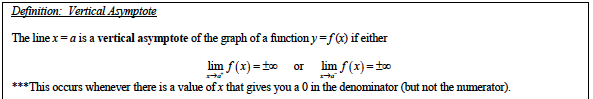 Definition: Vertical Asymptote
The line x = a is a vertical asymptote of the graph of a function y = f(x) if either
lim f(x) = ±∞ or lim f(x) = ±∞
x→a⁻ x→a⁺
***This occurs whenever there is a value of x that gives you a 0 in the denominator (but not the numerator).